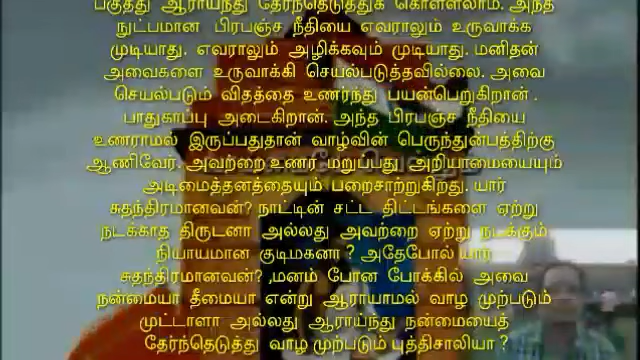 பகுத்து ஆராய்ந்து தேர்ந்தெடுத்துக் கொள்ளலாம். அந்த
நுட்பமான பிரபஞ்ச நீதியை எவராலும் உருவாக்க
முடியாது. எவராலும் அழிக்கவும் முடியாது. மனிதன்
அவைகளை உருவாக்கி செயல்படுத்தவில்லை. அவை
செயல்படும் விதத்தை உணர்ந்து பயன்பெறுகிறான் .
பாதுகாப்பு அடைகிறான். அந்த பிரபஞ்ச நீதியை
உணராமல் இருப்பதுதான் வாழ்வின் பெருந்துன்பத்திற்கு
ஆணிவேர். அவற்றை உணர மறுப்பது அறியாமையையும்
அடிமைத்தனத்தையும் பறைசாற்றுகிறது. யார்
சுதந்திரமானவன்? நாட்டின் சட்ட திட்டங்களை ஏற்று
நடக்காத திருடனா அல்லது அவற்றை ஏற்று நடக்கும்
நியாயமான குடிமகனா ? அதேபோல் யார்
சுதந்திரமானவன்? ,மனம் போன போக்கில் அவை
நன்மையா தீமையா என்று ஆராயாமல் வாழ முற்படும்
முட்டாளா அல்லது ஆராய்ந்து நன்மையைத்
தேர்ந்தெடுத்து வாழ முற்படும் புத்திசாலியா ?